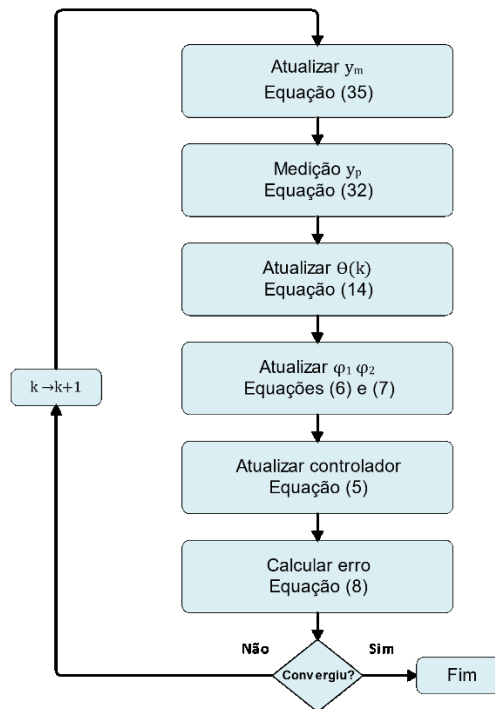 Atualizar yₘ
Equação (35)
Medição yₚ
Equação (32)
Atualizar Θ(k)
Equação (14)
Atualizar φ₁ φ₂
Equações (6) e (7)
k→k+1
Atualizar controlador
Equação (5)
Calcular erro
Equação (8)
Não
Sim
Convergiu?
Fim